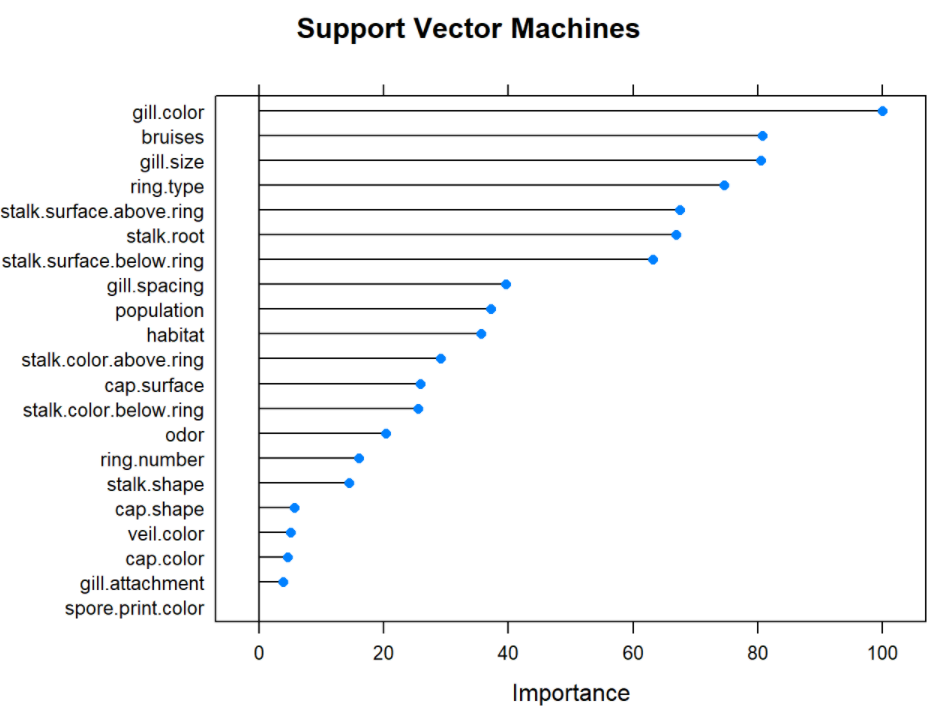 Support Vector Machines
gill.color
bruises
gill.size
ring.type
stalk.surface.above.ring
stalk.root
stalk.surface.below.ring
gill.spacing
population
habitat
stalk.color.above.ring
cap.surface
stalk.color.below.ring
odor
ring.number
stalk.shape
cap.shape
veil.color
cap.color
gill.attachment
spore.print.color
0 20 40 60 80 100
Importance